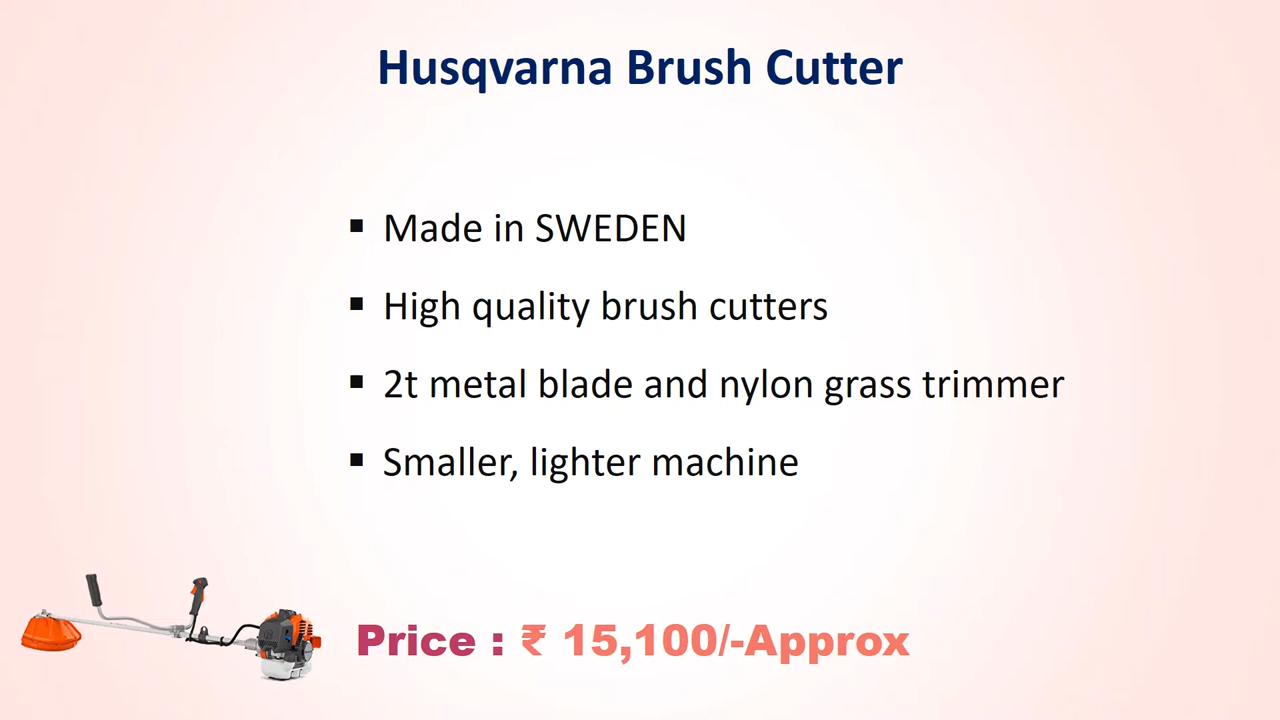 Husqvarna Brush Cutter
▪ Made in SWEDEN
▪ High quality brush cutters
▪ 2t metal blade and nylon grass trimmer
▪ Smaller, lighter machine
Price : ₹ 15,100/-Approx